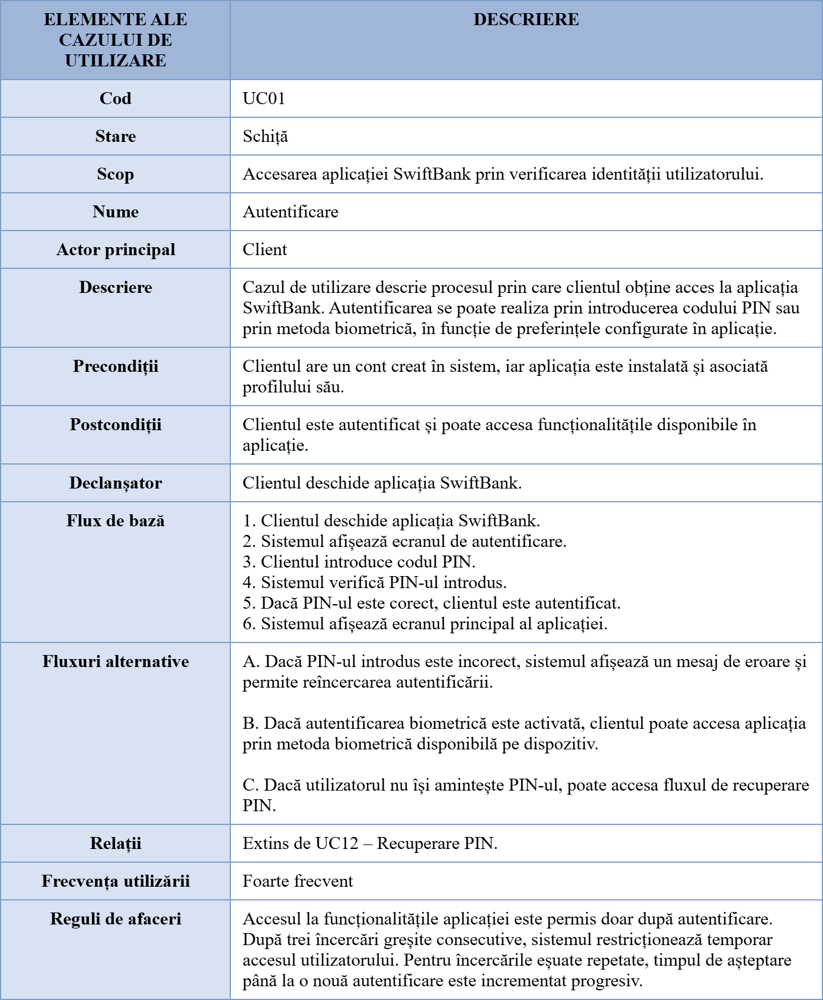 ELEMENTE ALE
CAZULUI DE
UTILIZARE
DESCRIERE
Cod
UC01
Stare
Schiță
Scop
Accesarea aplicației SwiftBank prin verificarea identității utilizatorului.
Nume
Autentificare
Actor principal
Client
Descriere
Cazul de utilizare descrie procesul prin care clientul obține acces la aplicația
SwiftBank. Autentificarea se poate realiza prin introducerea codului PIN sau
prin metoda biometrică, în funcție de preferințele configurate în aplicație.
Precondiții
Clientul are un cont creat în sistem, iar aplicația este instalată și asociată
profilului său.
Postcondiții
Clientul este autentificat și poate accesa funcționalitățile disponibile în
aplicație.
Declanșator
Clientul deschide aplicația SwiftBank.
Flux de bază
1. Clientul deschide aplicația SwiftBank.
2. Sistemul afișează ecranul de autentificare.
3. Clientul introduce codul PIN.
4. Sistemul verifică PIN-ul introdus.
5. Dacă PIN-ul este corect, clientul este autentificat.
6. Sistemul afișează ecranul principal al aplicației.
Fluxuri alternative
A. Dacă PIN-ul introdus este incorect, sistemul afișează un mesaj de eroare și
permite reîncercarea autentificării.
B. Dacă autentificarea biometrică este activată, clientul poate accesa aplicația
prin metoda biometrică disponibilă pe dispozitiv.
C. Dacă utilizatorul nu își amintește PIN-ul, poate accesa fluxul de recuperare
PIN.
Relații
Extins de UC12 – Recuperare PIN.
Frecvența utilizării
Foarte frecvent
Reguli de afaceri
Accesul la funcționalitățile aplicației este permis doar după autentificare.
După trei încercări greșite consecutive, sistemul restricționează temporar
accesul utilizatorului. Pentru încercările eșuate repetate, timpul de așteptare
până la o nouă autentificare este incrementat progresiv.